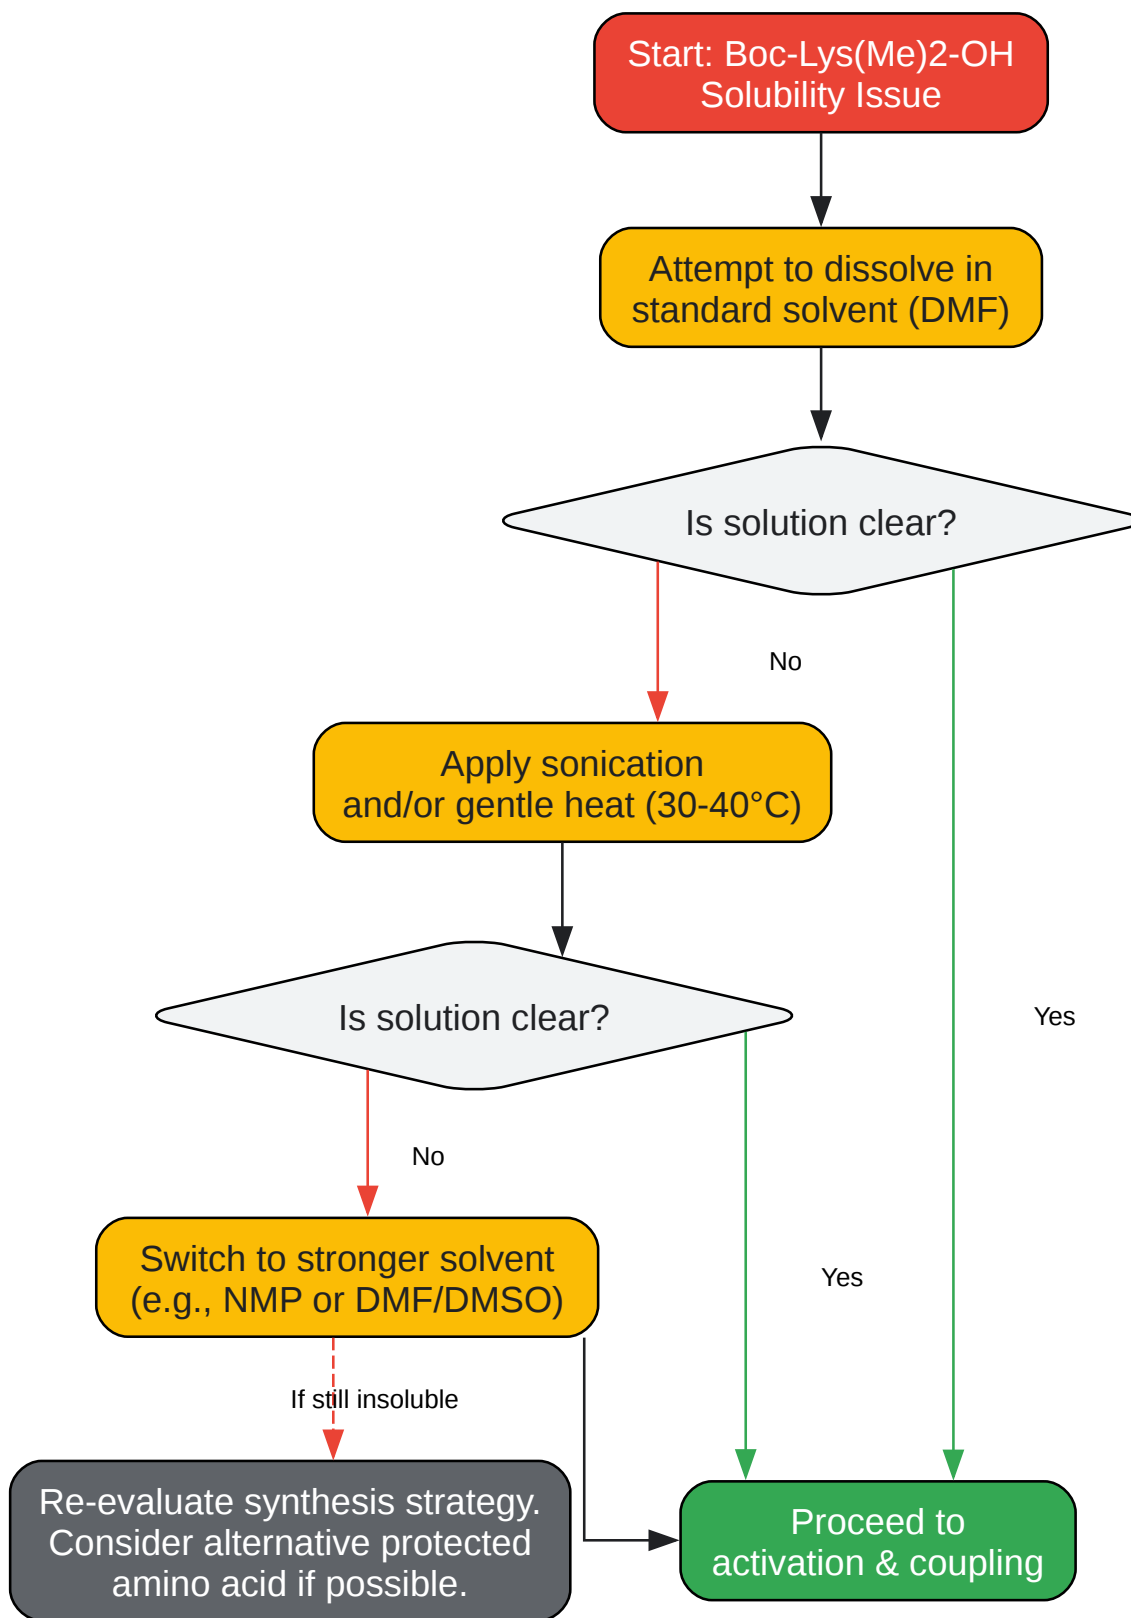 Start: Boc-Lys(Me)2-OH
Solubility Issue
Attempt to dissolve in
standard solvent (DMF)
Is solution clear?
No
Apply sonication
and/or gentle heat (30-40°C)
Is solution clear?
Yes
No
Switch to stronger solvent
(e.g., NMP or DMF/DMSO)
Yes
If still insoluble
Re-evaluate synthesis strategy.
Consider alternative protected
amino acid if possible.
Proceed to
activation & coupling